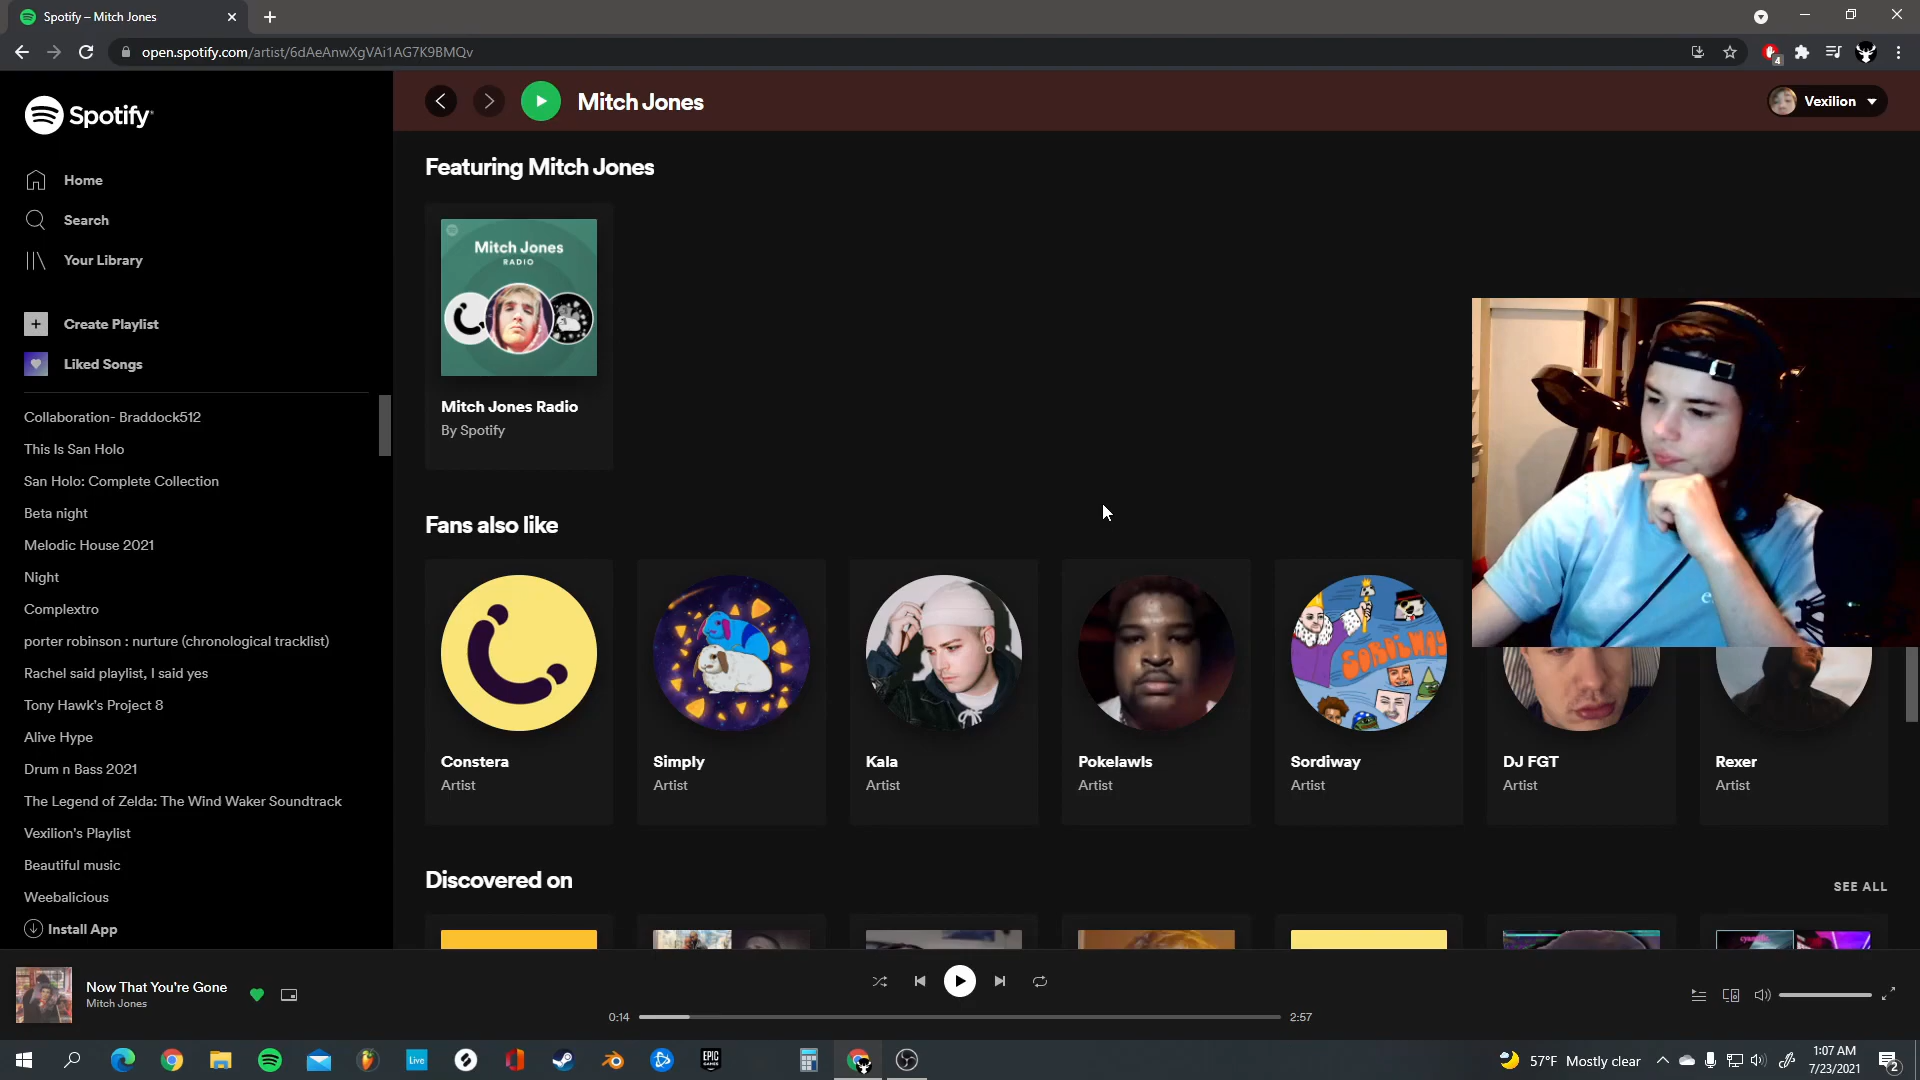 Spotify – Mitch Jones
open.spotify.com/artist/6dAeAnwXgVAi1AG7K9BMQv
4
Spotify
Mitch Jones
Vexilion
Home
Search
Your Library
Create Playlist
Liked Songs
Collaboration- Braddock512
This Is San Holo
San Holo: Complete Collection
Beta night
Melodic House 2021
Night
Complextro
porter robinson : nurture (chronological tracklist)
Rachel said playlist, I said yes
Tony Hawk's Project 8
Alive Hype
Drum n Bass 2021
The Legend of Zelda: The Wind Waker Soundtrack
Vexilion's Playlist
Beautiful music
Weebalicious
Install App
Featuring Mitch Jones
Mitch Jones
RADIO
Mitch Jones Radio
By Spotify
Fans also like
SORDIWAY
Constera
Artist
Simply
Artist
Kala
Artist
Pokelawls
Artist
Sordiway
Artist
DJ FGT
Artist
Rexer
Artist
Discovered on
SEE ALL
Now That You're Gone
Mitch Jones
0:14
2:57
Live
EPIC
GAMES
57°F Mostly clear
1:07 AM
7/23/2021
2